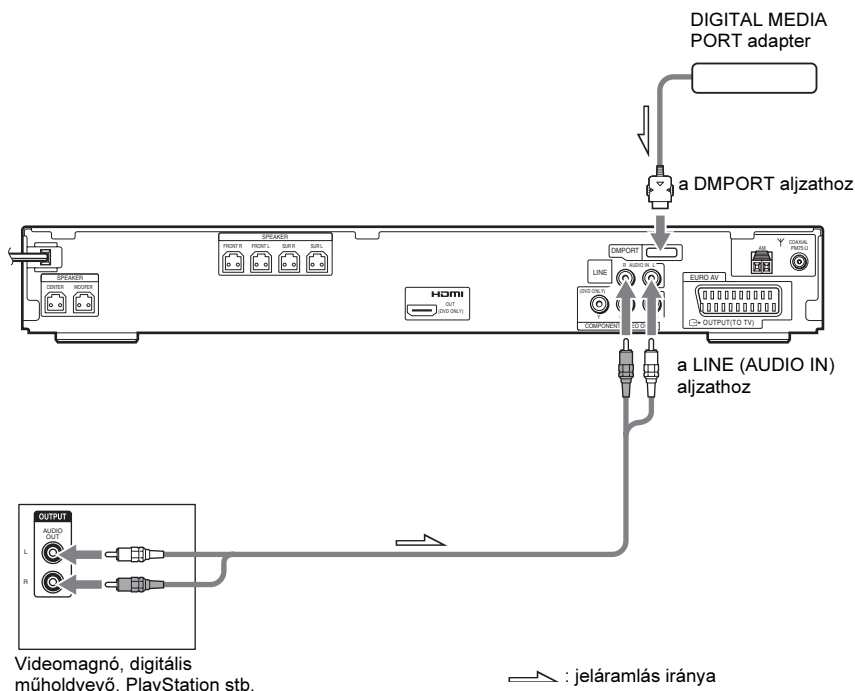 DIGITAL MEDIA
PORT adapter
a DMPORT aljzathoz
SPEAKER
FRONT R FRONT L SUR R SUR L
SPEAKER
CENTER WOOFER
HDMI
OUT
(DVD ONLY)
DMPORT
R AUDIO IN L
LINE
(DVD ONLY)
Y
COMPONENT
AM
COAXIAL
FM75Ω
EURO AV
OUTPUT(TO TV)
a LINE (AUDIO IN)
aljzathoz
OUTPUT
AUDIO
OUT
L
R
Videomagnó, digitális
műholdvevő, PlayStation stb.
: jeláramlás iránya